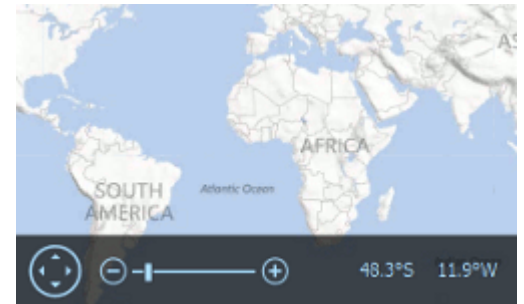 AS
AFRICA
SOUTH
AMERICA
Atlantic Ocean
48.3°S 11.9°W